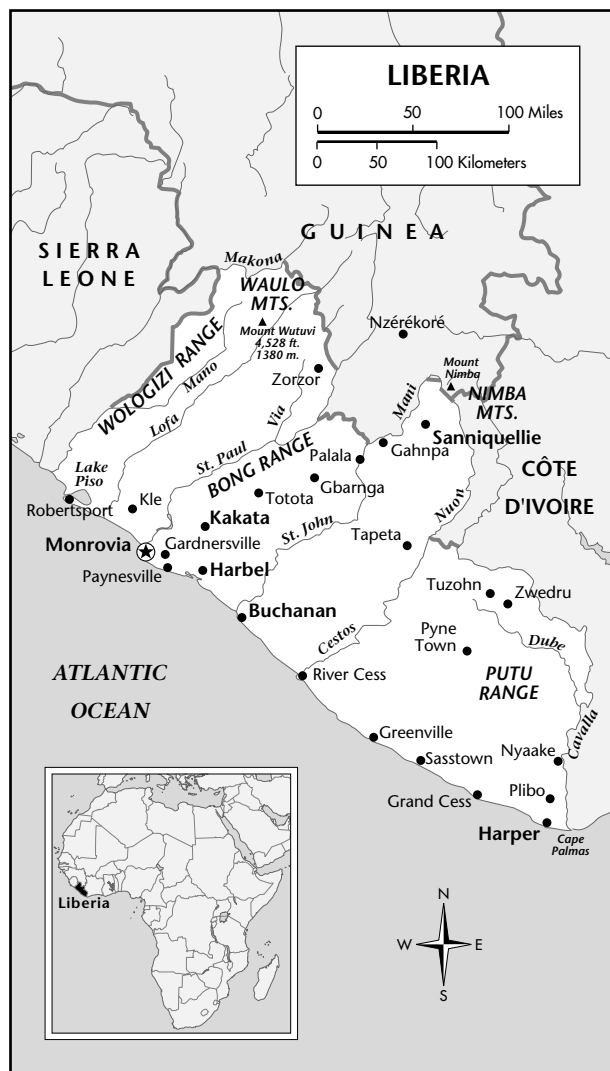 LIBERIA
0 50 100 Miles
0 50 100 Kilometers
GUINEA
SIERRA
LEONE
Makona
WAULO
MTS.
Mount Wutuvi
4,528 ft.
1380 m.
Nzérékoré
WOLOGIZI RANGE
Mano
Lofa
Zorzor
Via
Mount
Nimba
NIMBA
MTS.
Mani
Sanniquellie
St. Paul
BONG RANGE
Palala
Gahnpa
CÔTE
D'IVOIRE
Lake
Piso
Robertsport
Kle
Totota
Gbarnga
Nuon
Kakata
St. John
Monrovia
Gardnersville
Tapeta
Paynesville
Harbel
Buchanan
Tuzohn
Zwedru
Cestos
Pyne
Town
Dube
ATLANTIC
OCEAN
River Cess
PUTU
RANGE
Greenville
Cavalla
Sasstown
Nyaake
Grand Cess
Plibo
Harper
Cape
Palmas
Liberia
N
W E
S